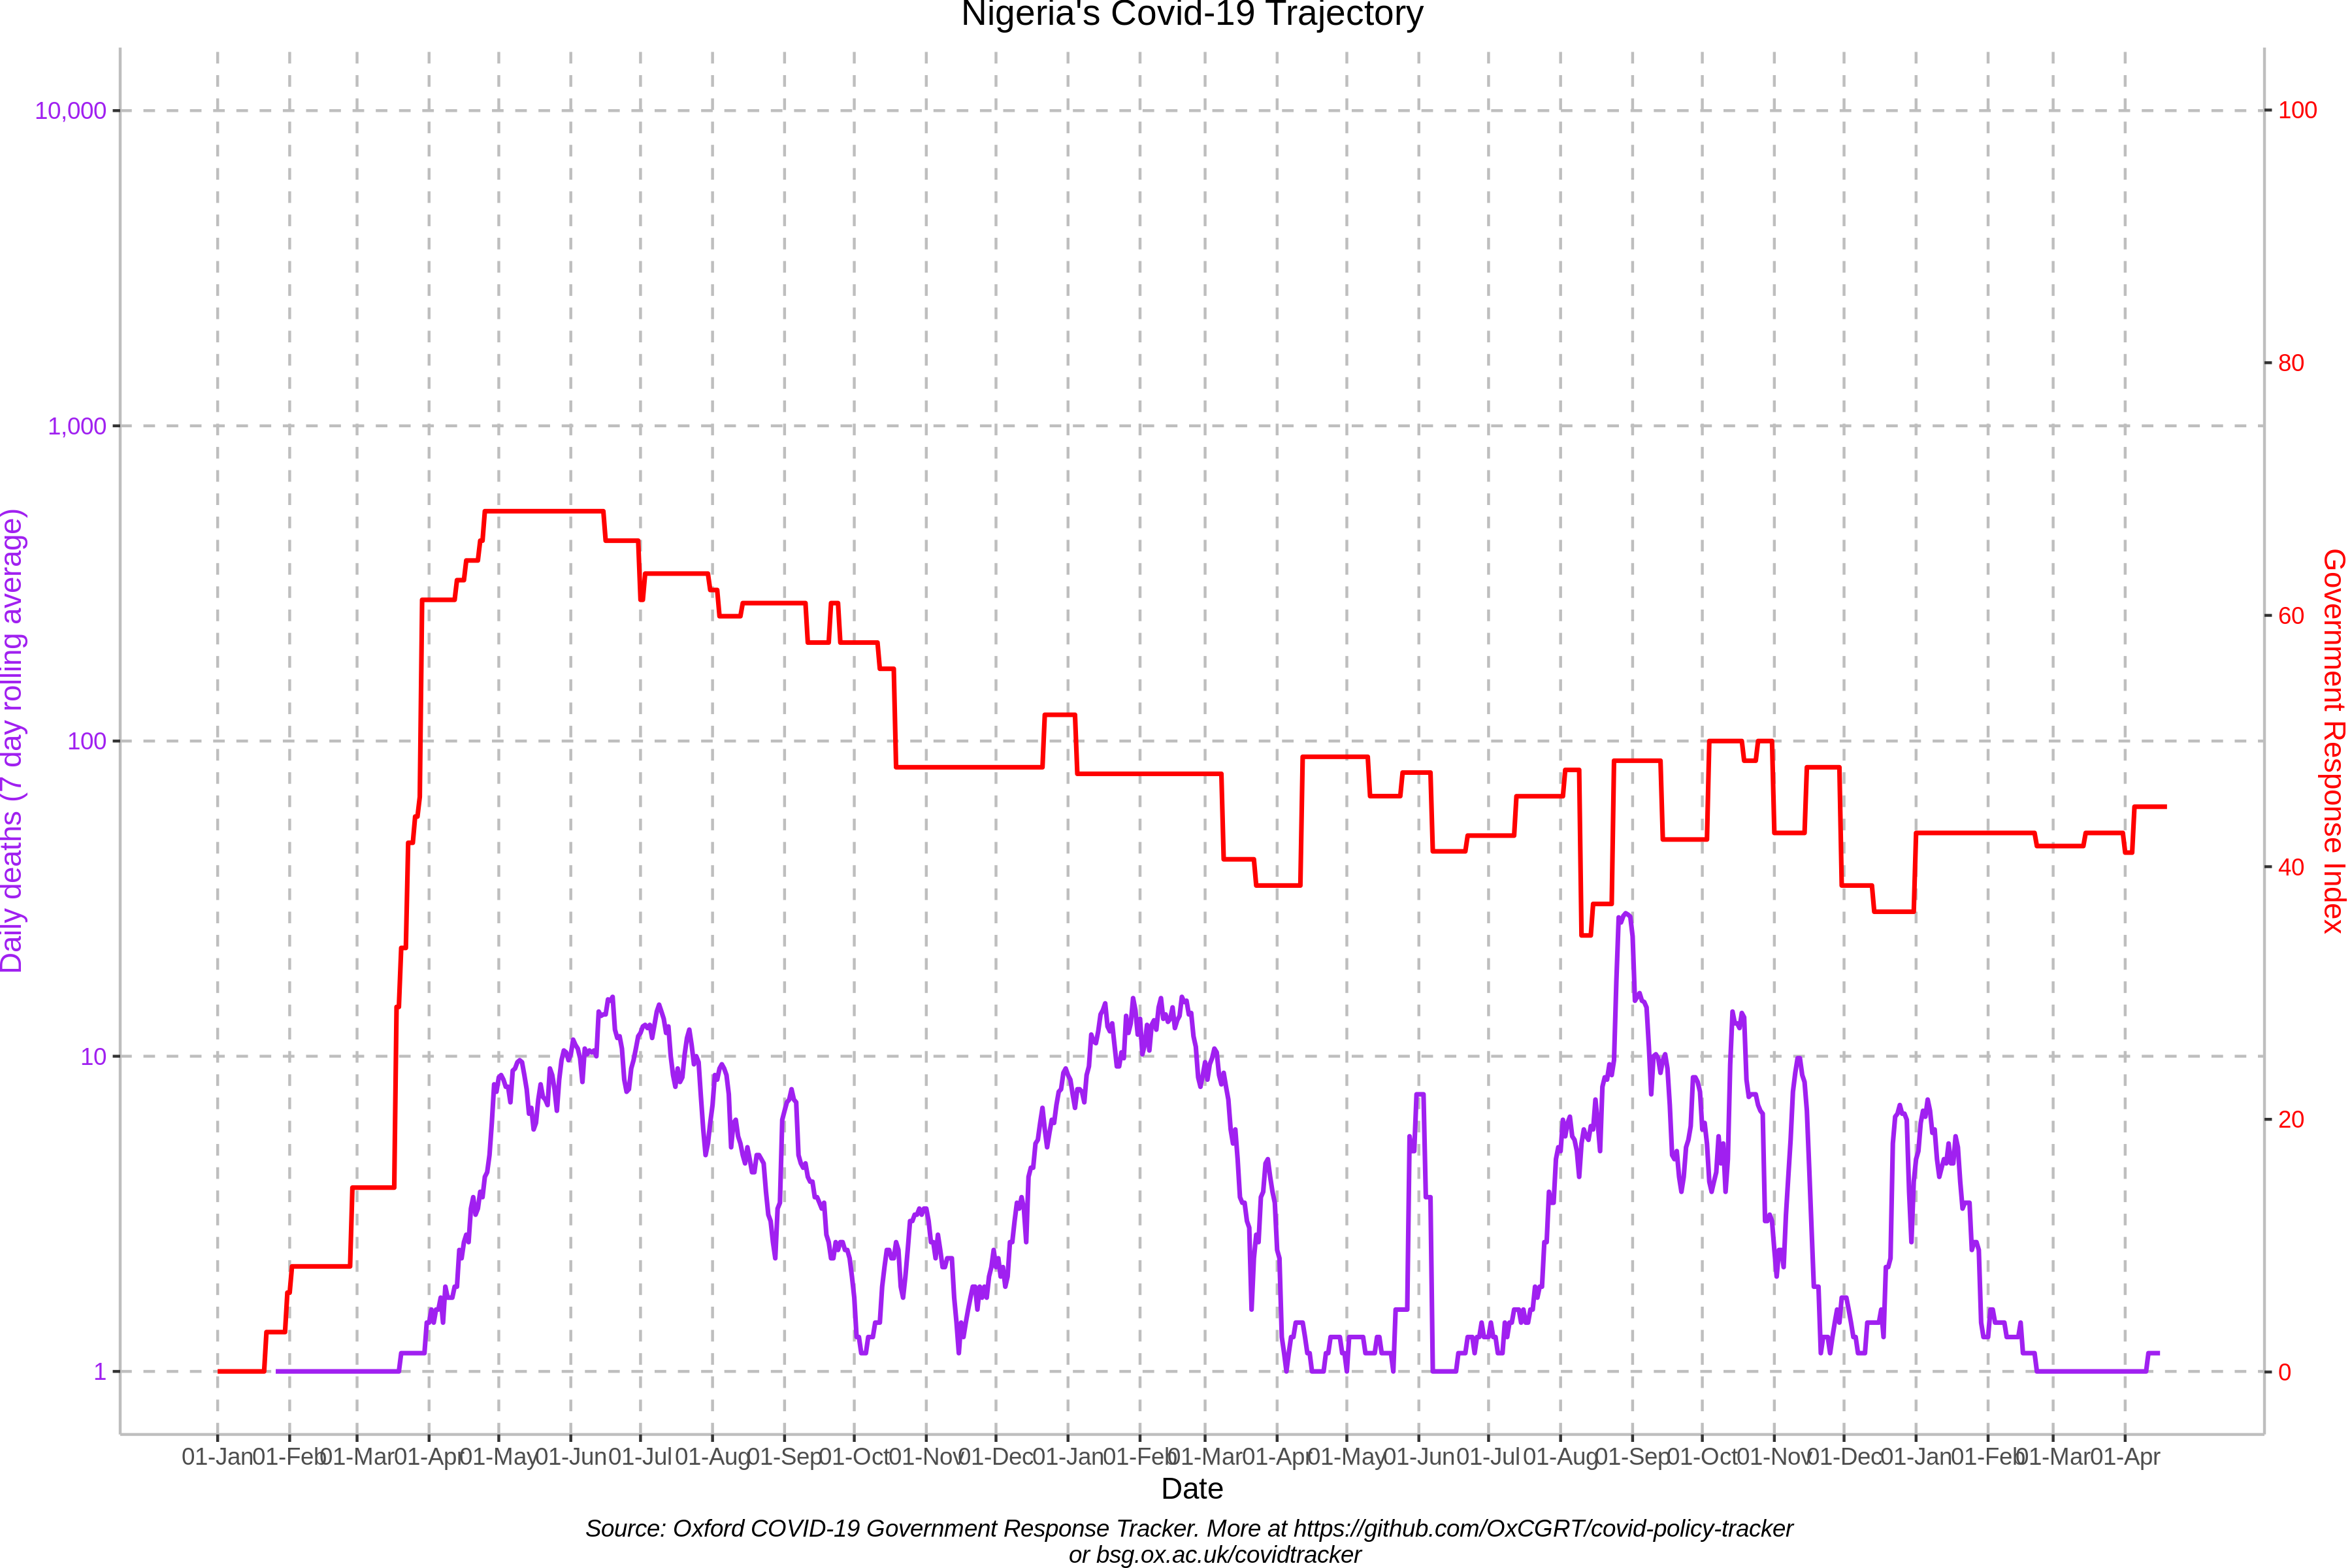 Nigeria's Covid-19 Trajectory
10,000
1,000
100
10
1
Daily deaths (7 day rolling average)
100
80
60
40
20
0
Government Response Index
01-Jan 01-Feb 01-Mar 01-Apr 01-May 01-Jun 01-Jul 01-Aug 01-Sep 01-Oct 01-Nov 01-Dec 01-Jan 01-Feb 01-Mar 01-Apr 01-May 01-Jun 01-Jul 01-Aug 01-Sep 01-Oct 01-Nov 01-Dec 01-Jan 01-Feb 01-Mar 01-Apr
Date
Source: Oxford COVID-19 Government Response Tracker. More at https://github.com/OxCGRT/covid-policy-tracker
or bsg.ox.ac.uk/covidtracker